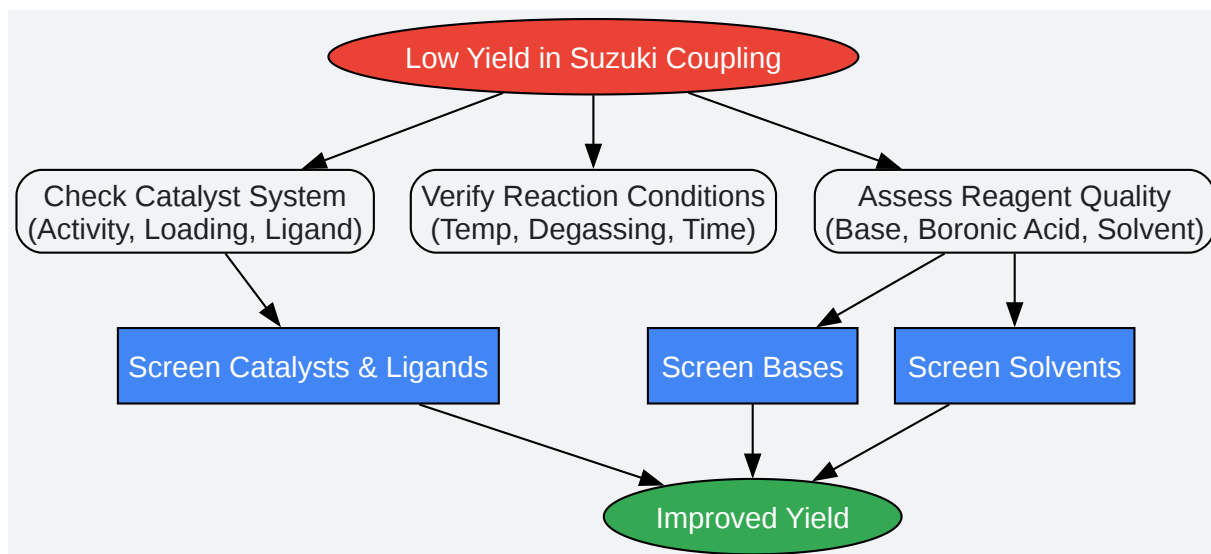 Low Yield in Suzuki Coupling
Check Catalyst System
(Activity, Loading, Ligand)
Verify Reaction Conditions
(Temp, Degassing, Time)
Assess Reagent Quality
(Base, Boronic Acid, Solvent)
Screen Catalysts & Ligands
Screen Bases
Screen Solvents
Improved Yield